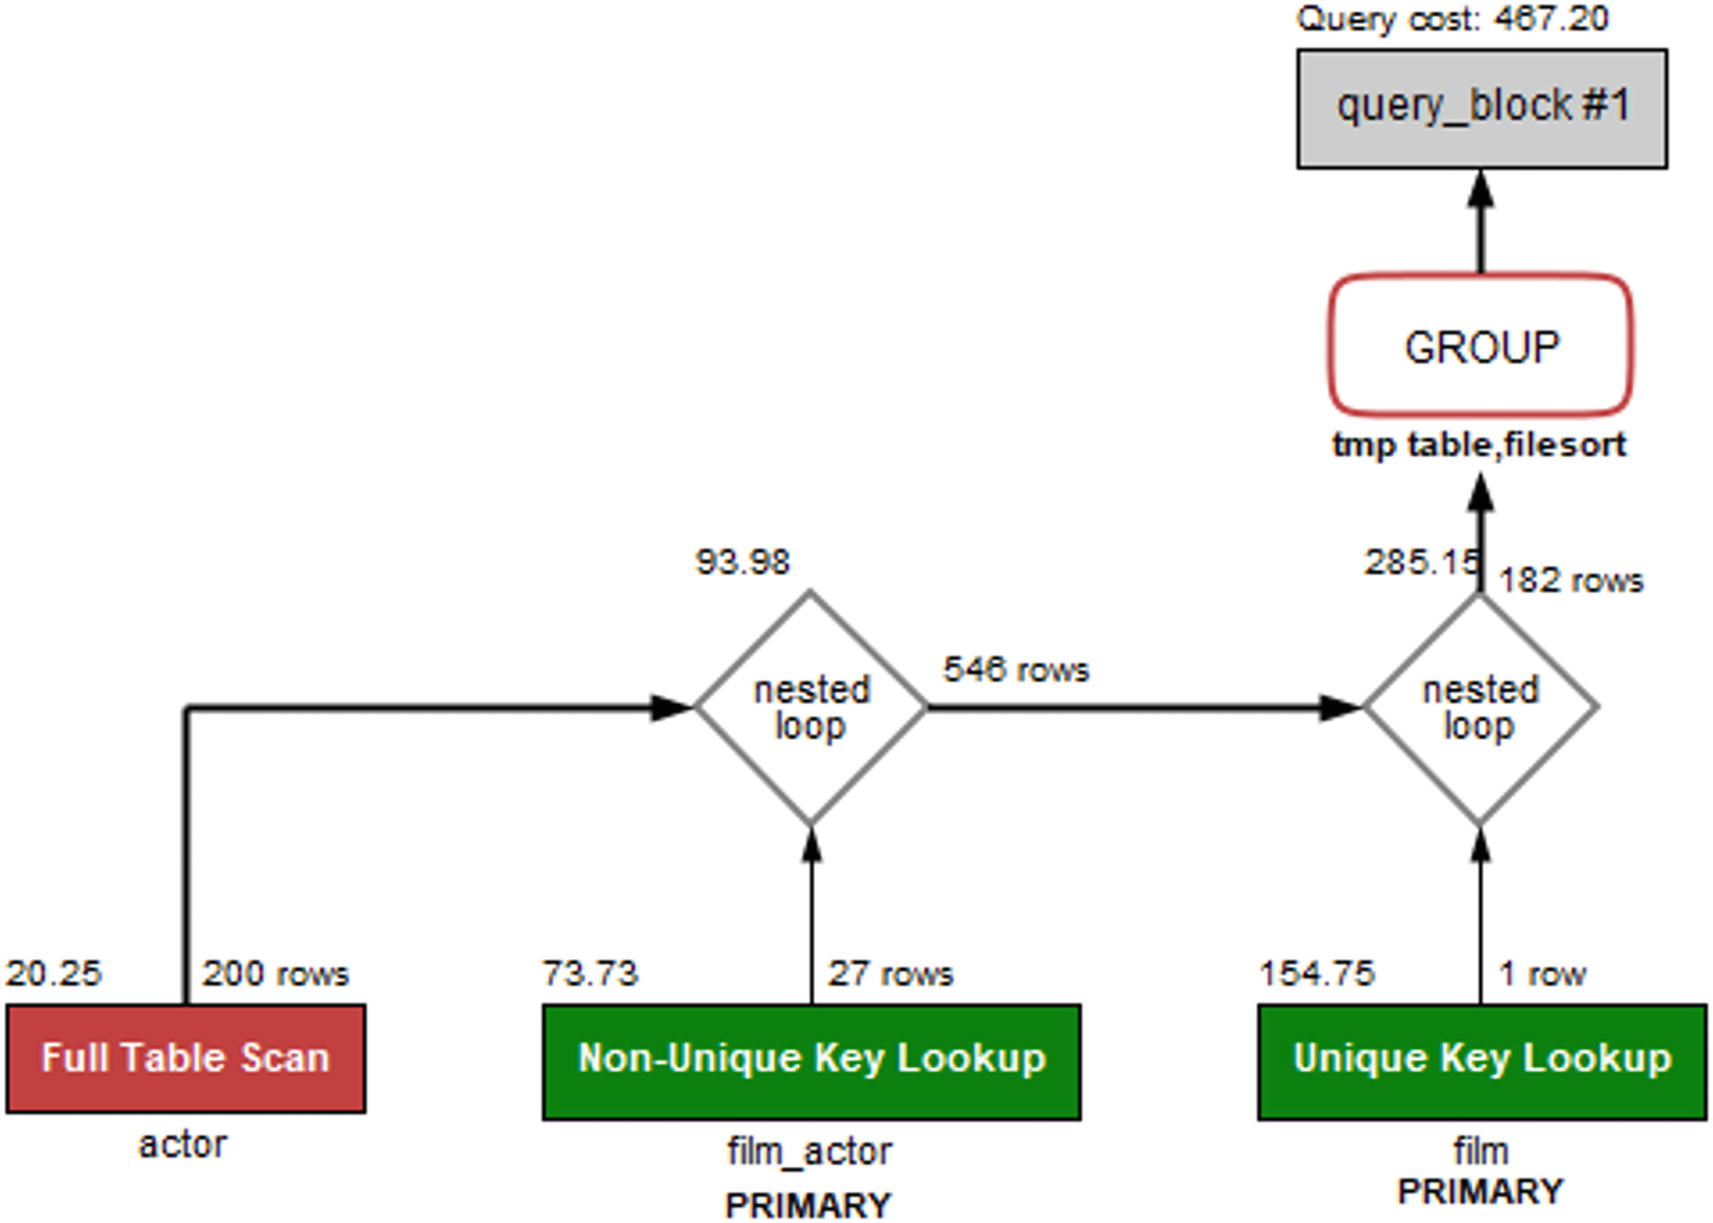 Query cost: 467.20
query_block #1
GROUP
tmp table,filesort
93.98
285.15
182 rows
nested
loop
546 rows
nested
loop
20.25
200 rows
73.73
27 rows
154.75
1 row
Full Table Scan
Non-Unique Key Lookup
Unique Key Lookup
actor
film_actor
PRIMARY
film
PRIMARY